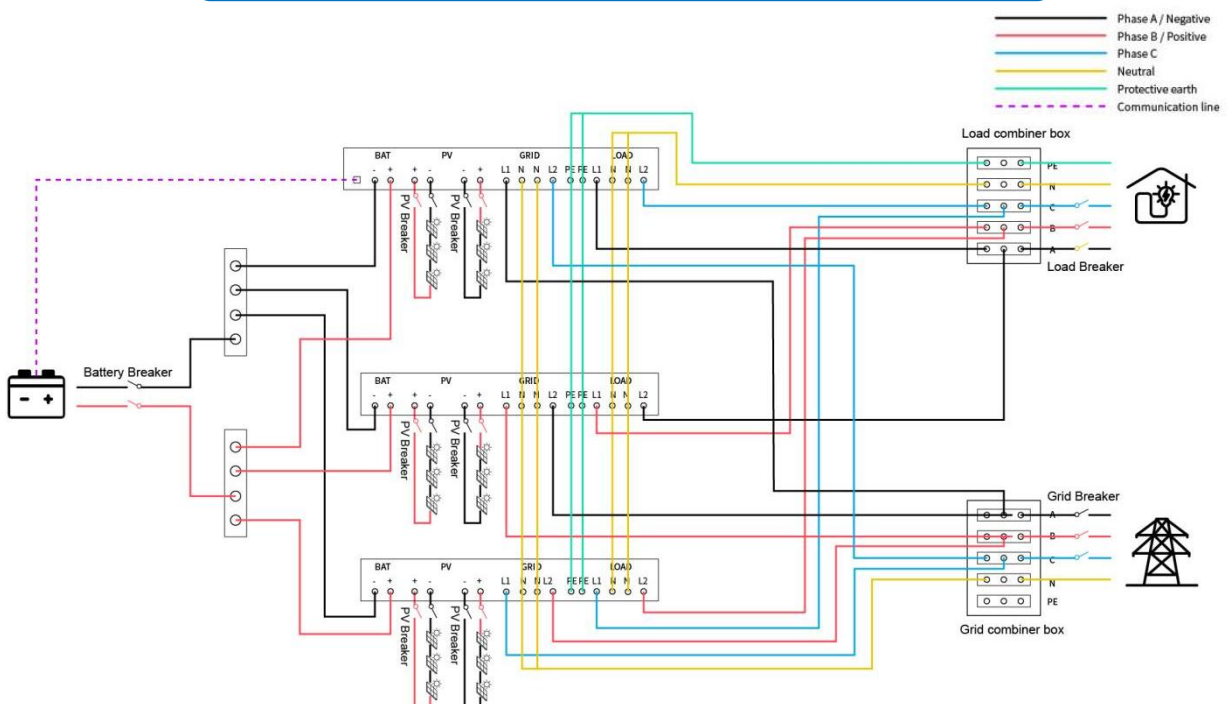 Phase A / Negative
Phase B / Positive
Phase C
Neutral
Protective earth
Communication line
Load combiner box
BAT PV GRID LOAD
- + + - - + L1 N N L2 PE PE L1 N N L2
PV Breaker
PV Breaker
PE
N
C
B
A
Load Breaker
Battery Breaker
- +
BAT PV GRID LOAD
- + + - - + L1 N N L2 PE PE L1 N N L2
PV Breaker
PV Breaker
Grid Breaker
A
B
C
N
PE
Grid combiner box
BAT PV GRID LOAD
- + + - - + L1 N N L2 PE PE L1 N N L2
PV Breaker
PV Breaker